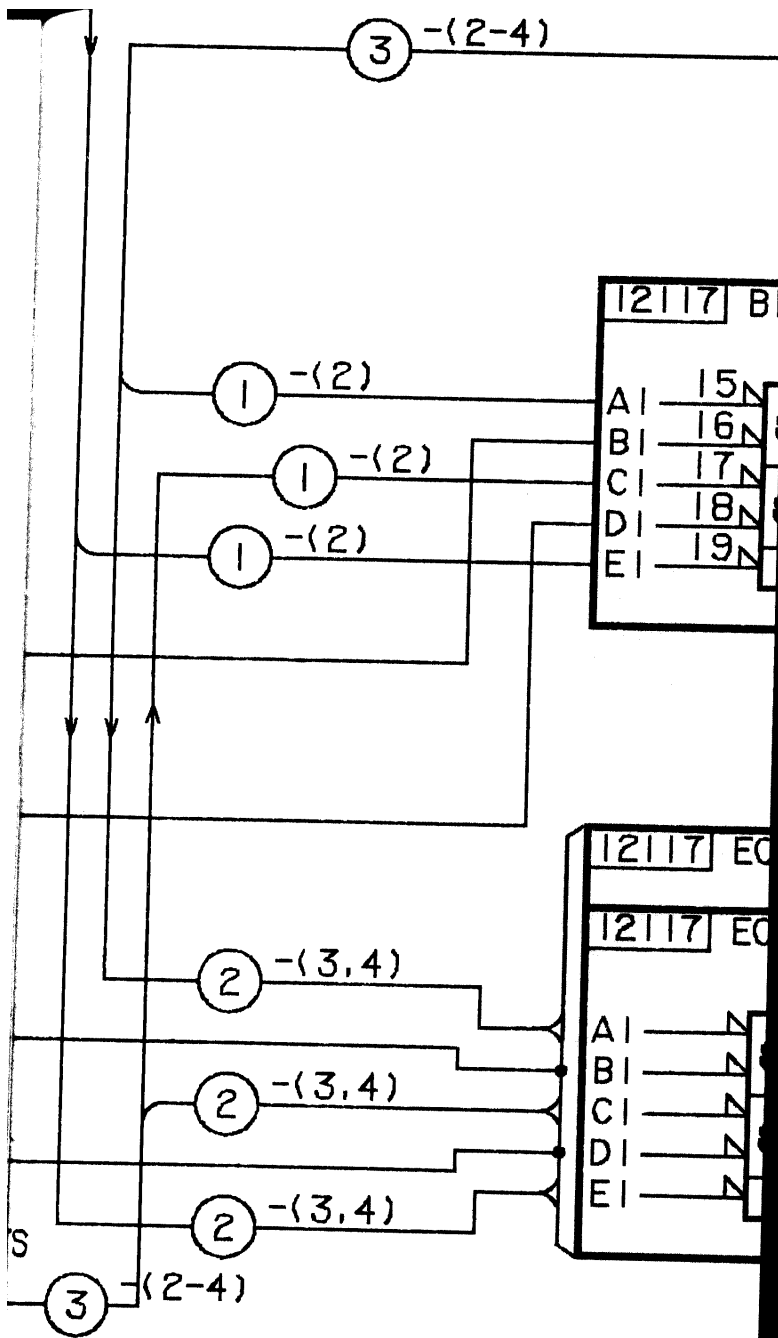 3 -(2-4)
12117
1 -(2)
A1 15
B1 16
1 -(2)
C1 17
D1 18
1 -(2)
E1 19
12117
12117
2 -(3,4)
A1
B1
2 -(3,4)
C1
D1
E1
2 -(3,4)
3 -(2-4)